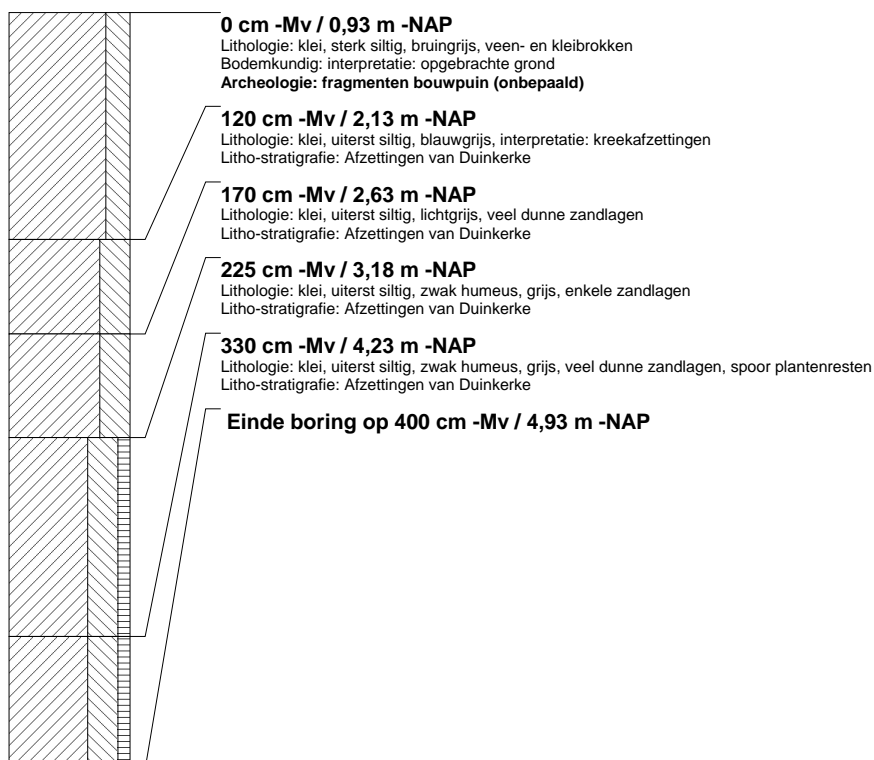 0 cm -Mv / 0,93 m -NAP
Lithologie: klei, sterk siltig, bruingrijs, veen- en kleibrokken
Bodemkundig: interpretatie: opgebrachte grond
Archeologie: fragmenten bouwpuin (onbepaald)
120 cm -Mv / 2,13 m -NAP
Lithologie: klei, uiterst siltig, blauwgrijs, interpretatie: kreekafzettingen
Litho-stratigrafie: Afzettingen van Duinkerke
170 cm -Mv / 2,63 m -NAP
Lithologie: klei, uiterst siltig, lichtgrijs, veel dunne zandlagen
Litho-stratigrafie: Afzettingen van Duinkerke
225 cm -Mv / 3,18 m -NAP
Lithologie: klei, uiterst siltig, zwak humeus, grijs, enkele zandlagen
Litho-stratigrafie: Afzettingen van Duinkerke
330 cm -Mv / 4,23 m -NAP
Lithologie: klei, uiterst siltig, zwak humeus, grijs, veel dunne zandlagen, spoor plantenresten
Litho-stratigrafie: Afzettingen van Duinkerke
Einde boring op 400 cm -Mv / 4,93 m -NAP